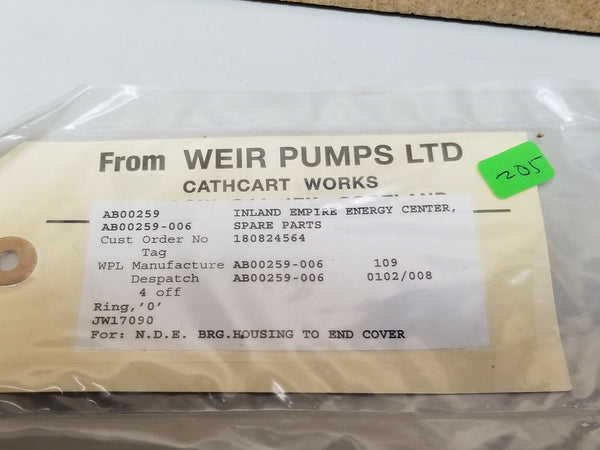 From WEIR PUMPS LTD
CATHCART WORKS
AB00259 INLAND EMPIRE ENERGY CENTER,
AB00259-006 SPARE PARTS
Cust Order No 180824564
Tag
WPL Manufacture AB00259-006 109
Despatch AB00259-006 0102/008
4 off
Ring,'0'
JW17090
For: N.D.E. BRG.HOUSING TO END COVER
205